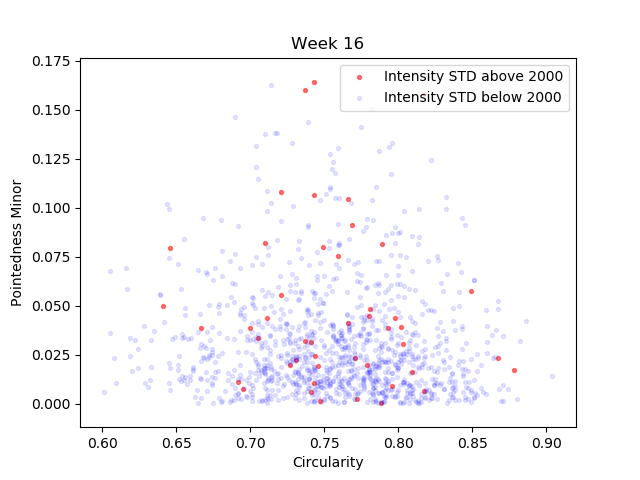 Week 16
Intensity STD above 2000
Intensity STD below 2000
0.175
0.150
0.125
0.100
0.075
0.050
0.025
0.000
Pointedness Minor
0.60 0.65 0.70 0.75 0.80 0.85 0.90
Circularity